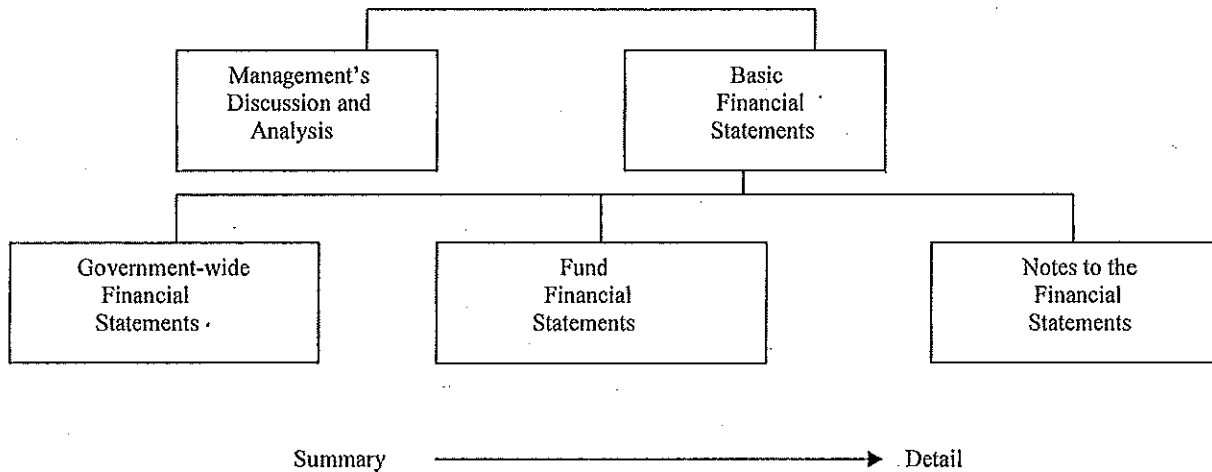 Management's
Discussion and
Analysis
Basic
Financial
Statements
Government-wide
Financial
Statements
Fund
Financial
Statements
Notes to the
Financial
Statements
Summary
Detail